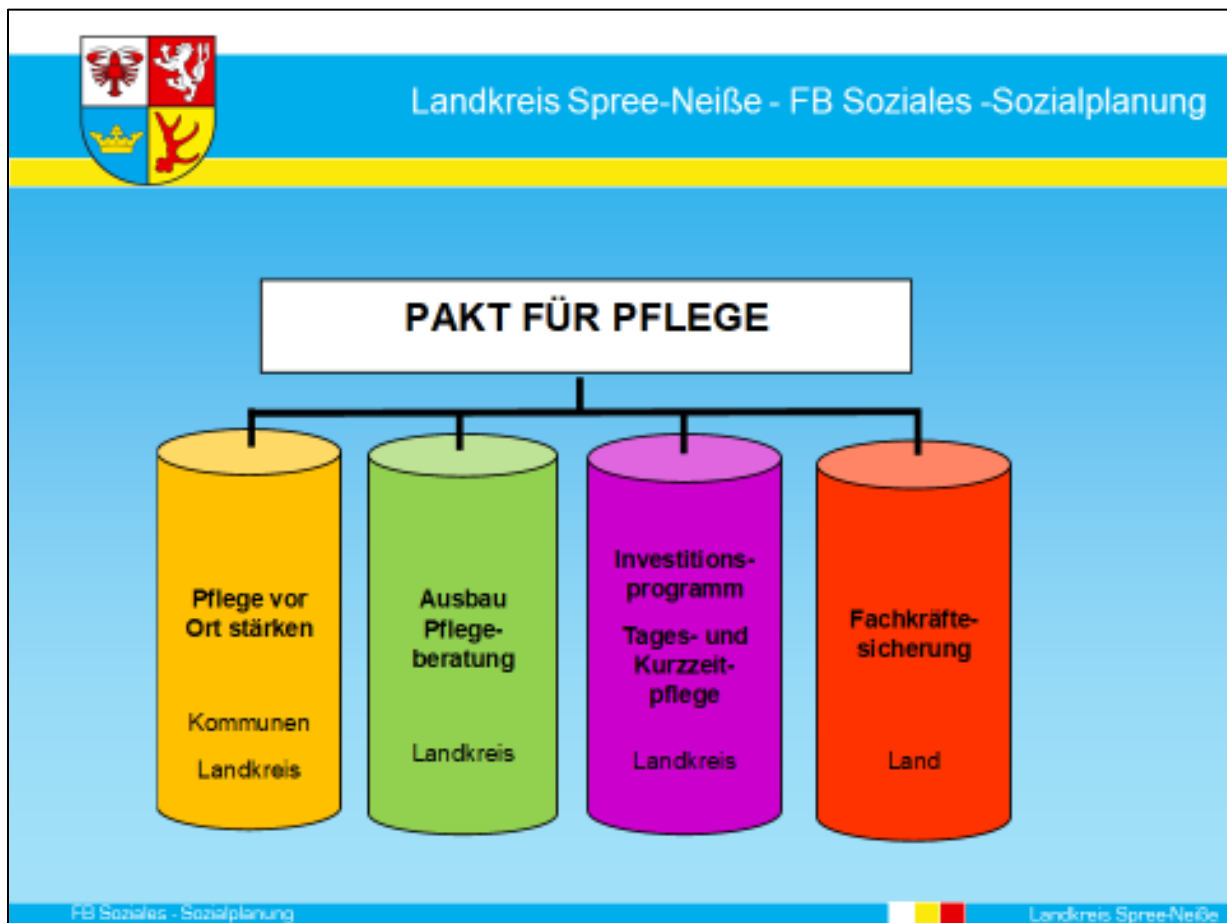 Landkreis Spree-Neiße - FB Soziales -Sozialplanung
PAKT FÜR PFLEGE
Pflege vor
Ort stärken
Kommunen
Landkreis
Ausbau
Pflege-
beratung
Landkreis
Investitions-
programm
Tages- und
Kurzzeit-
pflege
Landkreis
Fachkräfte-
sicherung
Land
FB Soziales - Sozialplanung
Landkreis Spree-Neiße